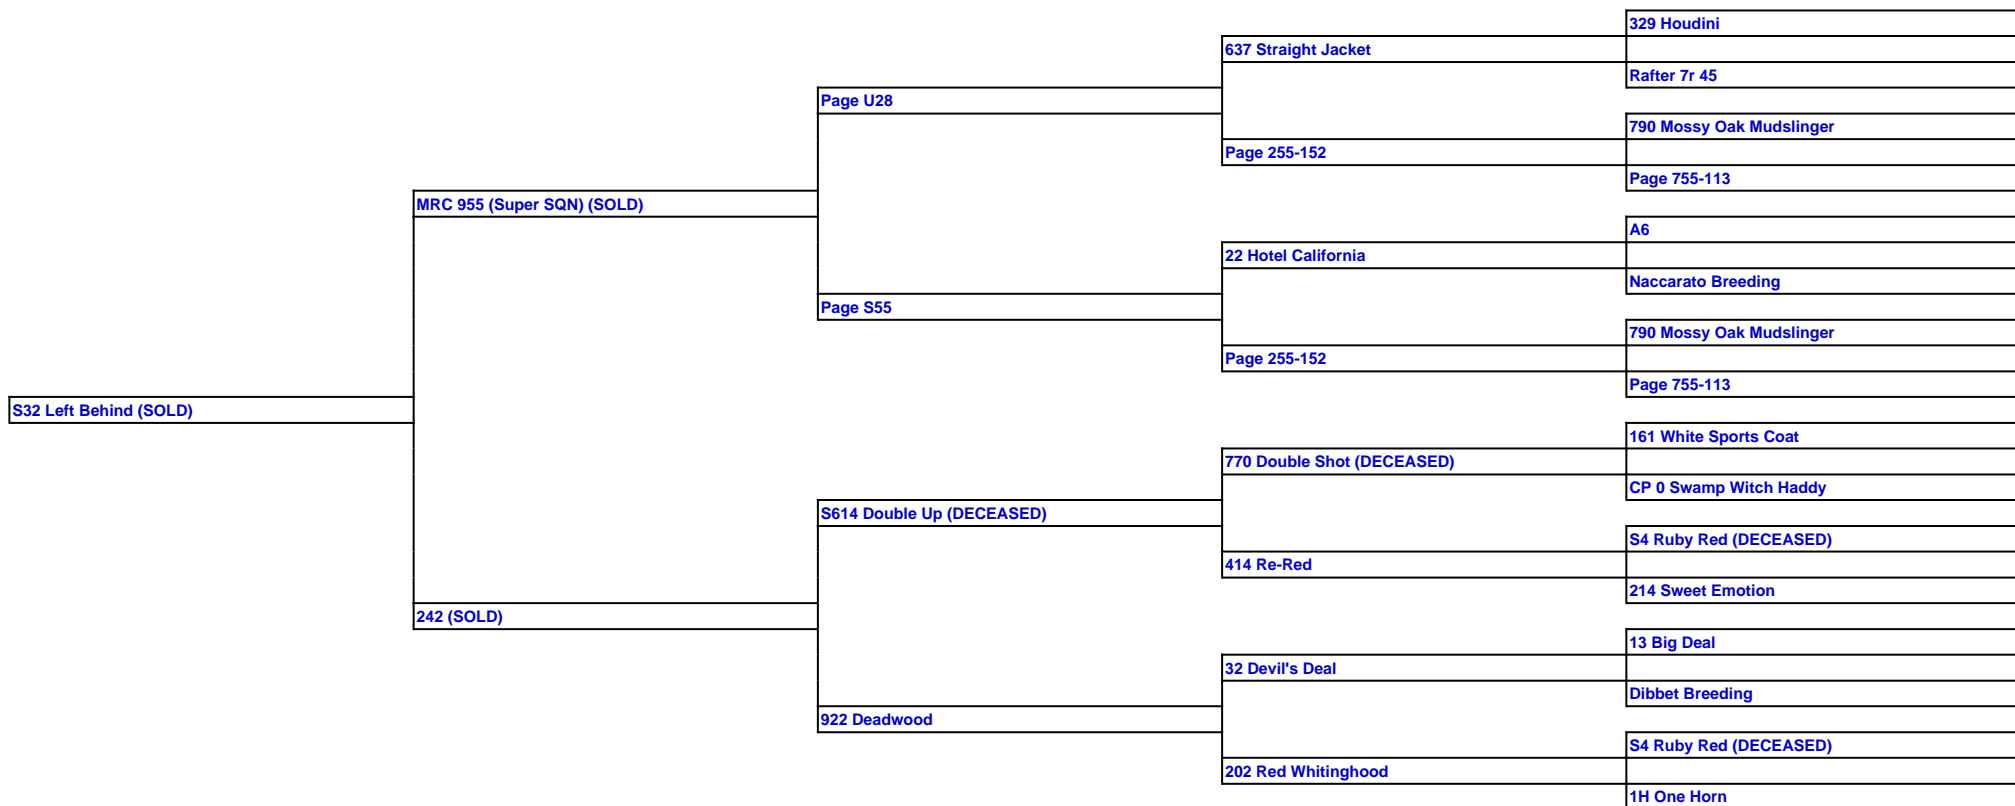 329 Houdini
637 Straight Jacket
Rafter 7r 45
Page U28
790 Mossy Oak Mudslinger
Page 255-152
Page 755-113
MRC 955 (Super SQN) (SOLD)
A6
22 Hotel California
Naccarato Breeding
Page S55
790 Mossy Oak Mudslinger
Page 255-152
Page 755-113
S32 Left Behind (SOLD)
161 White Sports Coat
770 Double Shot (DECEASED)
CP 0 Swamp Witch Haddy
S614 Double Up (DECEASED)
S4 Ruby Red (DECEASED)
414 Re-Red
214 Sweet Emotion
242 (SOLD)
13 Big Deal
32 Devil's Deal
Dibbet Breeding
922 Deadwood
S4 Ruby Red (DECEASED)
202 Red Whitinghood
1H One Horn